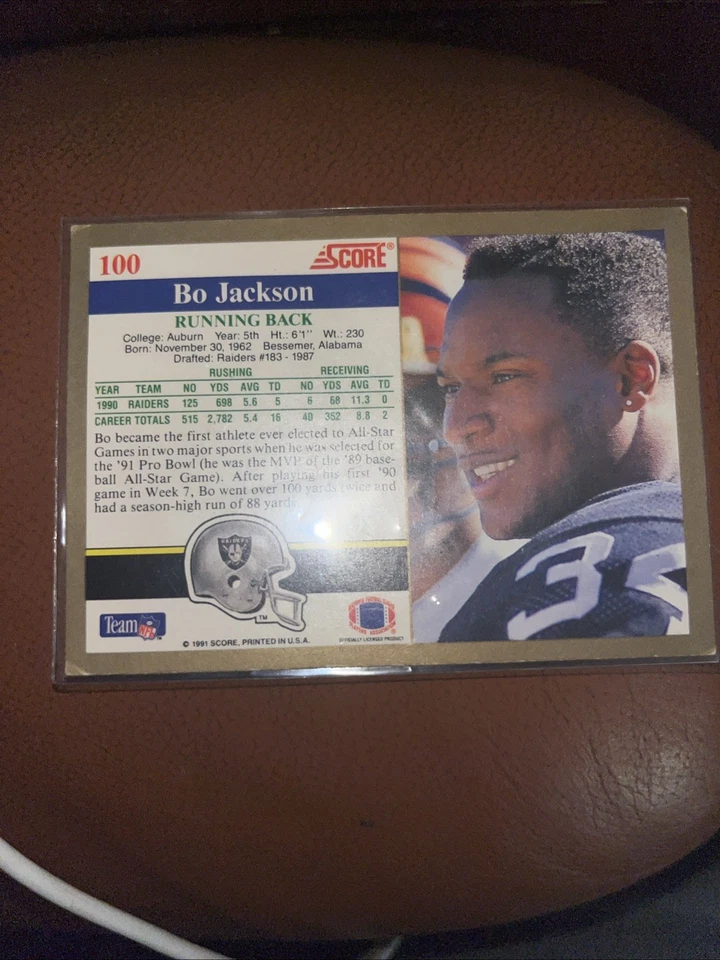 100
SCORE®
Bo Jackson
RUNNING BACK
College: Auburn Year: 5th Ht.: 6'1" Wt.: 230
Born: November 30, 1962 Bessemer, Alabama
Drafted: Raiders #183 - 1987
RUSHING RECEIVING
YEAR TEAM NO YDS AVG TD NO YDS AVG TD
1990 RAIDERS 125 698 5.6 5 6 68 11.3 0
CAREER TOTALS 515 2,782 5.4 16 40 352 8.8 2
Bo became the first athlete ever elected to All-Star
Games in two major sports when he was selected for
the '91 Pro Bowl (he was the MVP of the '89 base-
ball All-Star Game). After playing his first '90
game in Week 7, Bo went over 100 yards twice and
had a season-high run of 88 yards.
RAIDERS
TM
Team NFL
© 1991 SCORE, PRINTED IN U.S.A.
OFFICIALLY LICENSED PRODUCT
34